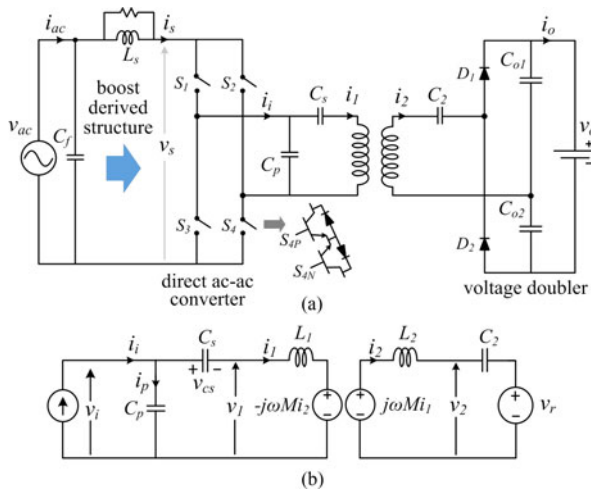 i_ac
i_s
L_s
boost
derived
structure
v_ac
C_f
v_s
S_1
S_2
i_i
C_s
i_1
i_2
C_2
C_p
S_3
S_4
S_4P
S_4N
direct ac-ac
converter
D_1
D_2
C_o1
C_o2
i_o
voltage doubler
(a)
i_i
C_s
i_1
L_1
i_2
L_2
C_2
i_p
v_cs
v_i
C_p
v_1
-jωMi_2
jωMi_1
v_2
v_r
(b)